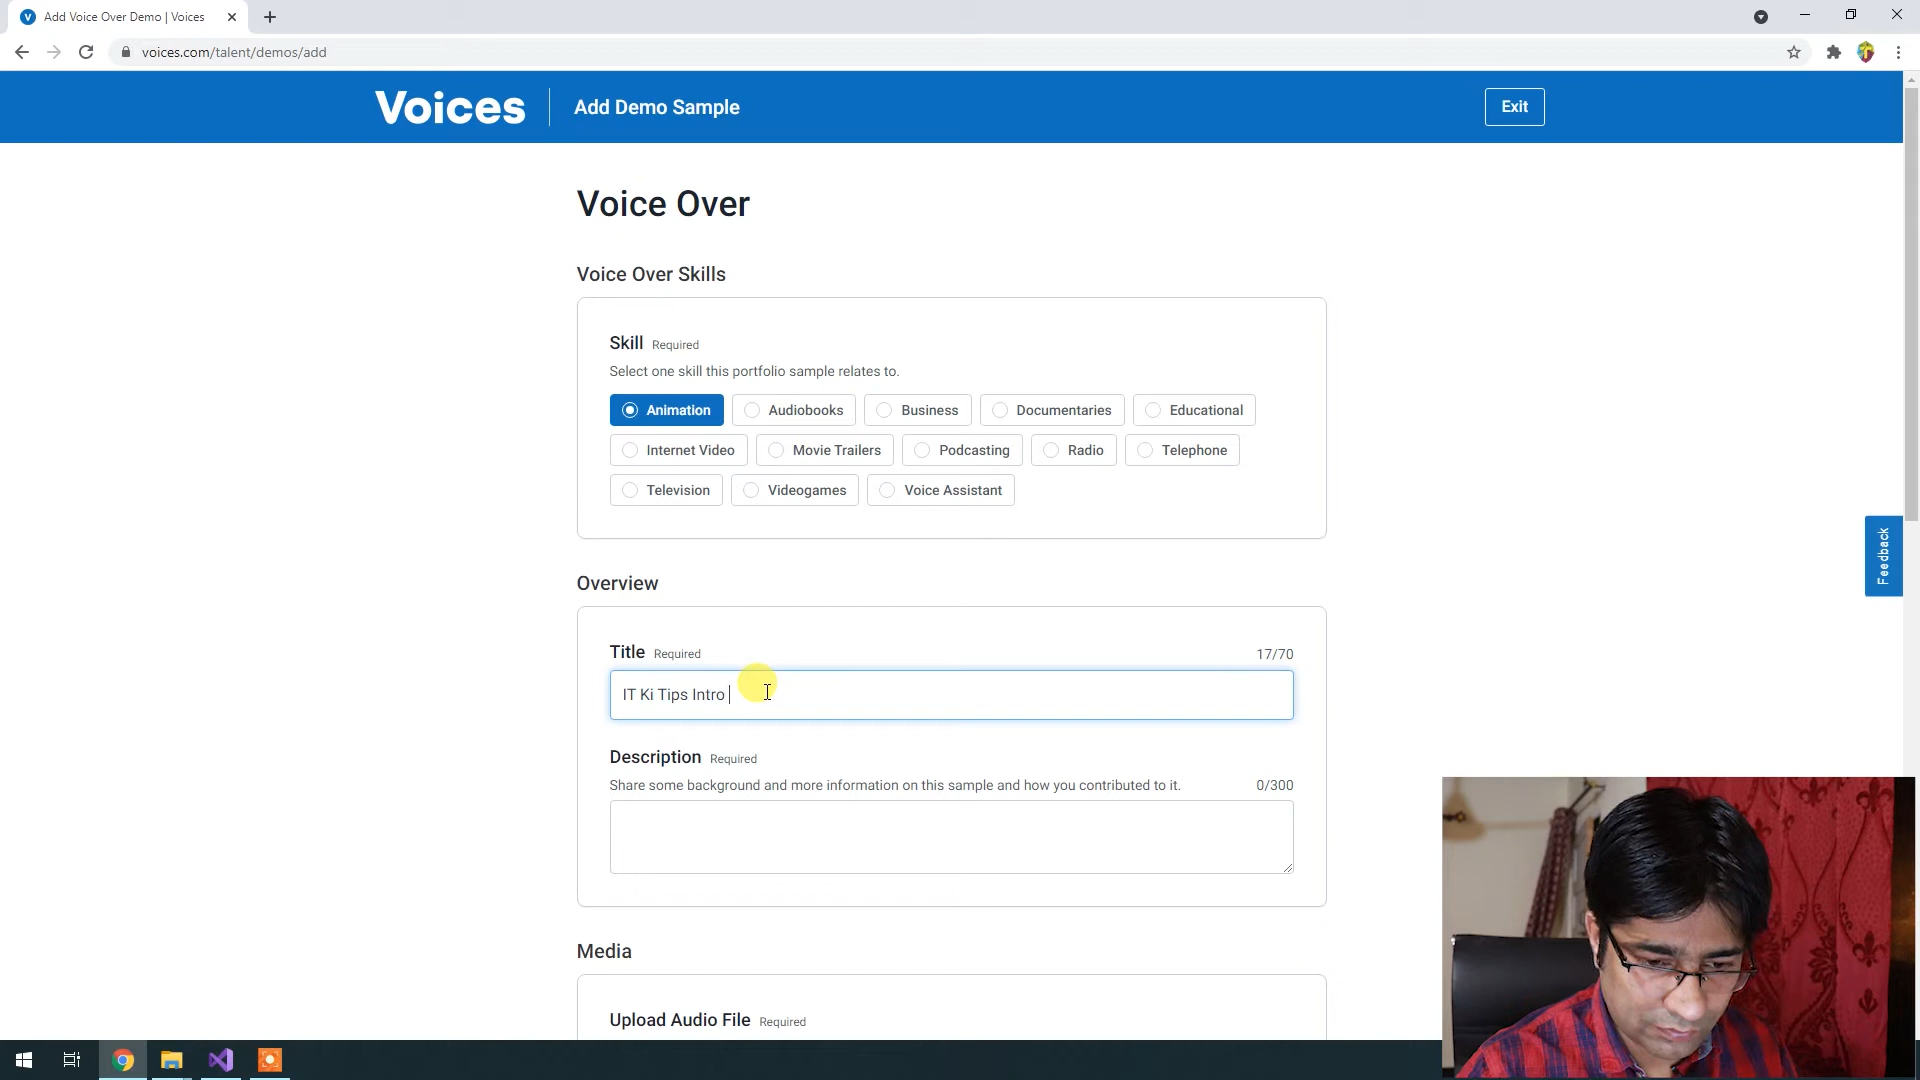 Add Voice Over Demo | Voices
voices.com/talent/demos/add
Voices
Add Demo Sample
Exit
Voice Over
Voice Over Skills
Skill Required
Select one skill this portfolio sample relates to.
Animation Audiobooks Business Documentaries Educational
Internet Video Movie Trailers Podcasting Radio Telephone
Television Videogames Voice Assistant
Feedback
Overview
Title Required 17/70
IT Ki Tips Intro
Description Required
Share some background and more information on this sample and how you contributed to it. 0/300
Media
Upload Audio File Required